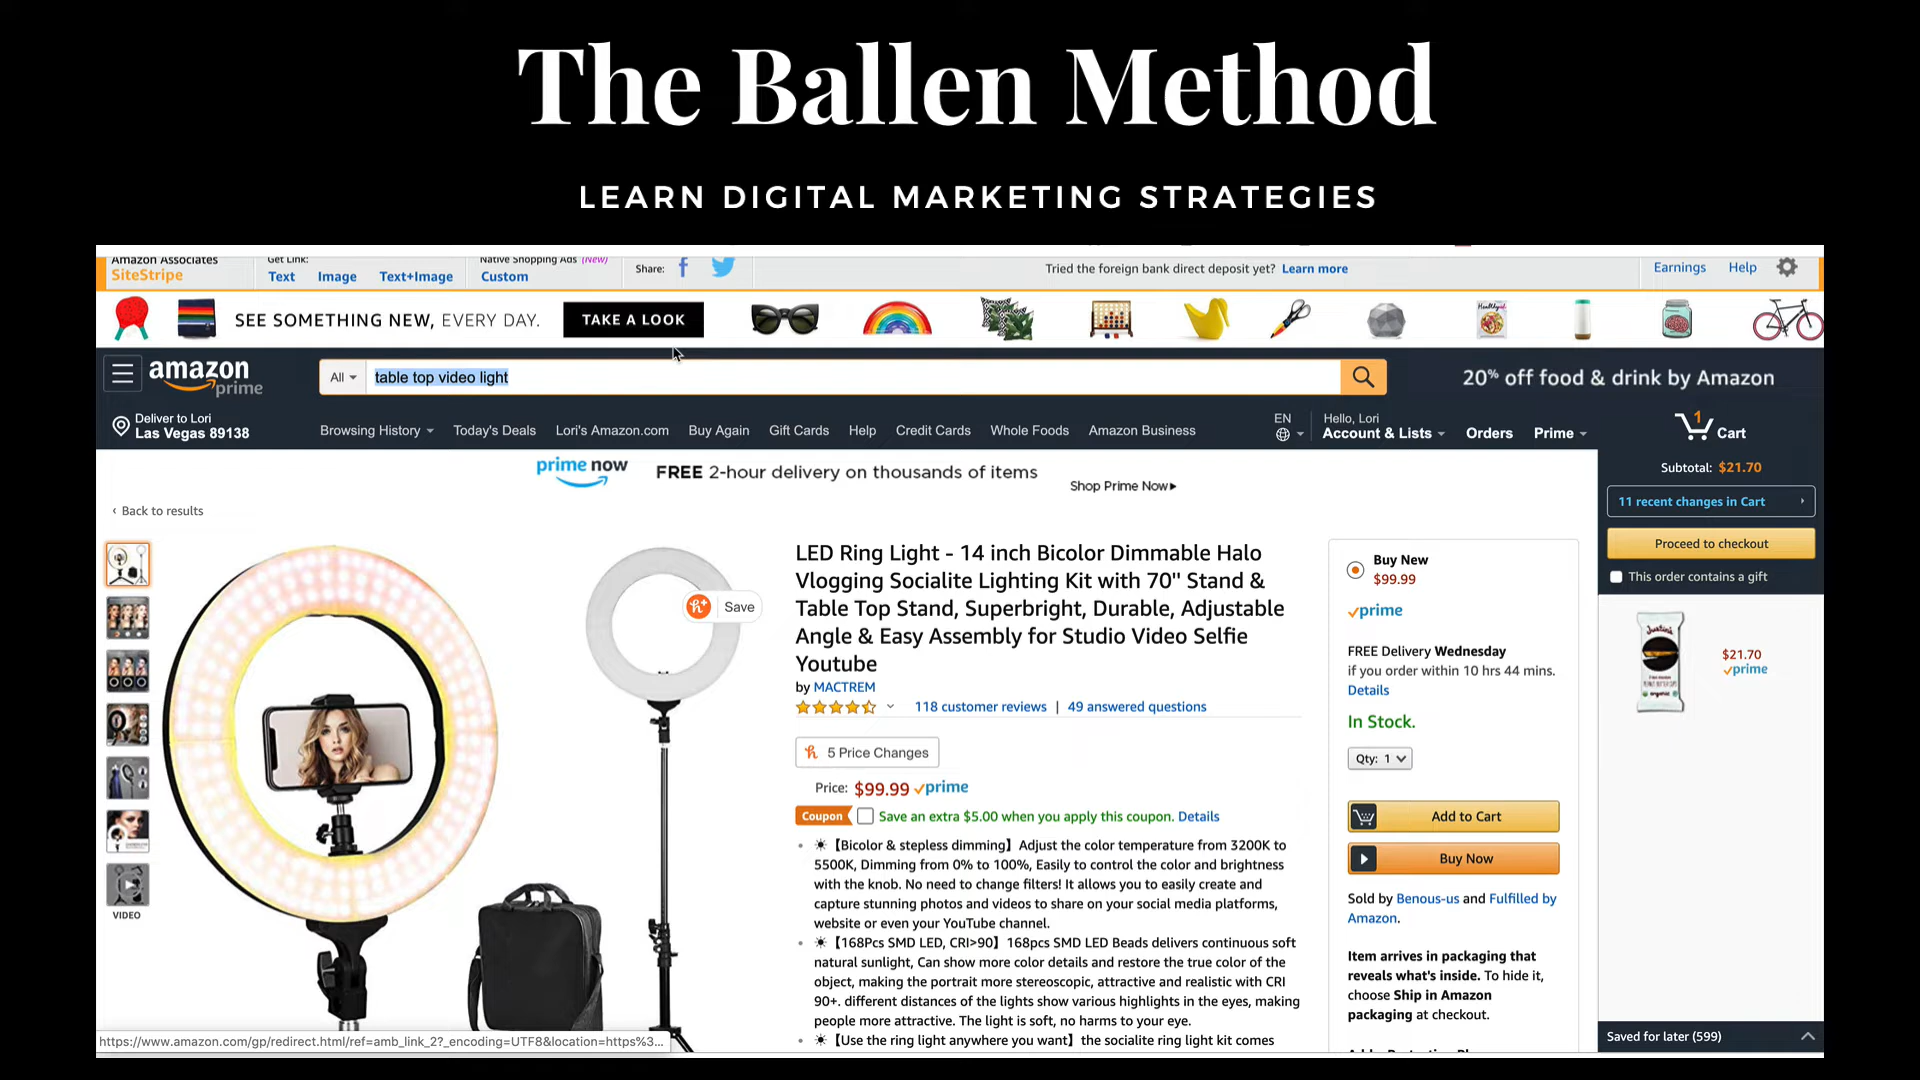 The Ballen Method
LEARN DIGITAL MARKETING STRATEGIES
Amazon Associates
SiteStripe
Get Link:
Text Image Text+Image
Native Shopping Ads (New)
Custom
Share:
Tried the foreign bank direct deposit yet? Learn more
Earnings Help
SEE SOMETHING NEW, EVERY DAY. TAKE A LOOK
amazon prime
All
table top video light
20% off food & drink by Amazon
Deliver to Lori
Las Vegas 89138
Browsing History Today's Deals Lori's Amazon.com Buy Again Gift Cards Help Credit Cards Whole Foods Amazon Business
EN
Hello, Lori
Account & Lists Orders Prime
1
Cart
prime now FREE 2-hour delivery on thousands of items Shop Prime Now
‹ Back to results
VIDEO
Save
LED Ring Light - 14 inch Bicolor Dimmable Halo
Vlogging Socialite Lighting Kit with 70'' Stand &
Table Top Stand, Superbright, Durable, Adjustable
Angle & Easy Assembly for Studio Video Selfie
Youtube
by MACTREM
118 customer reviews | 49 answered questions
5 Price Changes
Price: $99.99 prime
Coupon Save an extra $5.00 when you apply this coupon. Details
• ☀【Bicolor & stepless dimming】Adjust the color temperature from 3200K to
5500K, Dimming from 0% to 100%, Easily to control the color and brightness
with the knob. No need to change filters! It allows you to easily create and
capture stunning photos and videos to share on your social media platforms,
website or even your YouTube channel.
• ☀【168Pcs SMD LED, CRI>90】168pcs SMD LED Beads delivers continuous soft
natural sunlight, Can show more color details and restore the true color of the
object, making the portrait more stereoscopic, attractive and realistic with CRI
90+. different distances of the lights show various highlights in the eyes, making
people more attractive. The light is soft, no harms to your eye.
• ☀【Use the ring light anywhere you want】the socialite ring light kit comes
Buy New
$99.99
prime
FREE Delivery Wednesday
if you order within 10 hrs 44 mins.
Details
In Stock.
Qty: 1
Add to Cart
Buy Now
Sold by Benous-us and Fulfilled by
Amazon.
Item arrives in packaging that
reveals what's inside. To hide it,
choose Ship in Amazon
packaging at checkout.
Subtotal: $21.70
11 recent changes in Cart
Proceed to checkout
This order contains a gift
Justin's
$21.70
prime
Saved for later (599)
https://www.amazon.com/gp/redirect.html/ref=amb_link_2?_encoding=UTF8&location=https%3...